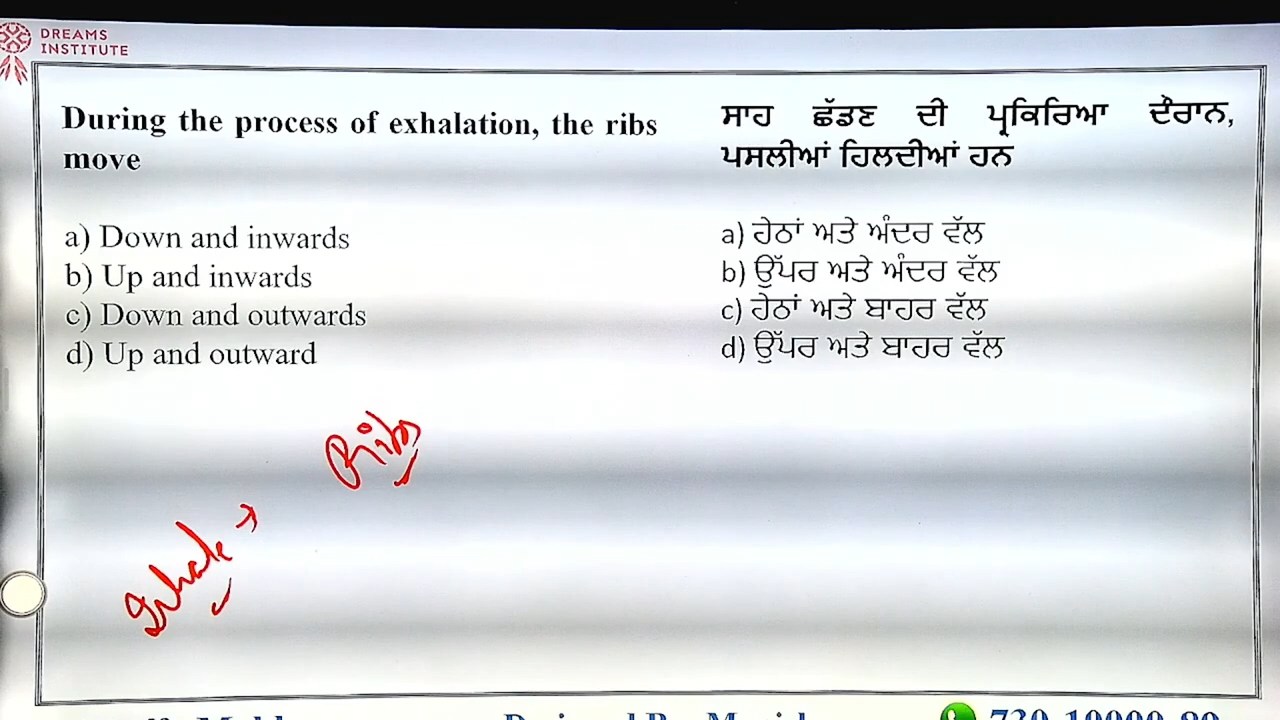 DREAMS
INSTITUTE
During the process of exhalation, the ribs
move
a) Down and inwards
b) Up and inwards
c) Down and outwards
d) Up and outward
ਸਾਹ ਛੱਡਣ ਦੀ ਪ੍ਰਕਿਰਿਆ ਦੌਰਾਨ,
ਪਸਲੀਆਂ ਹਿਲਦੀਆਂ ਹਨ
a) ਹੇਠਾਂ ਅਤੇ ਅੰਦਰ ਵੱਲ
b) ਉੱਪਰ ਅਤੇ ਅੰਦਰ ਵੱਲ
c) ਹੇਠਾਂ ਅਤੇ ਬਾਹਰ ਵੱਲ
d) ਉੱਪਰ ਅਤੇ ਬਾਹਰ ਵੱਲ
Ribs
Inhale →